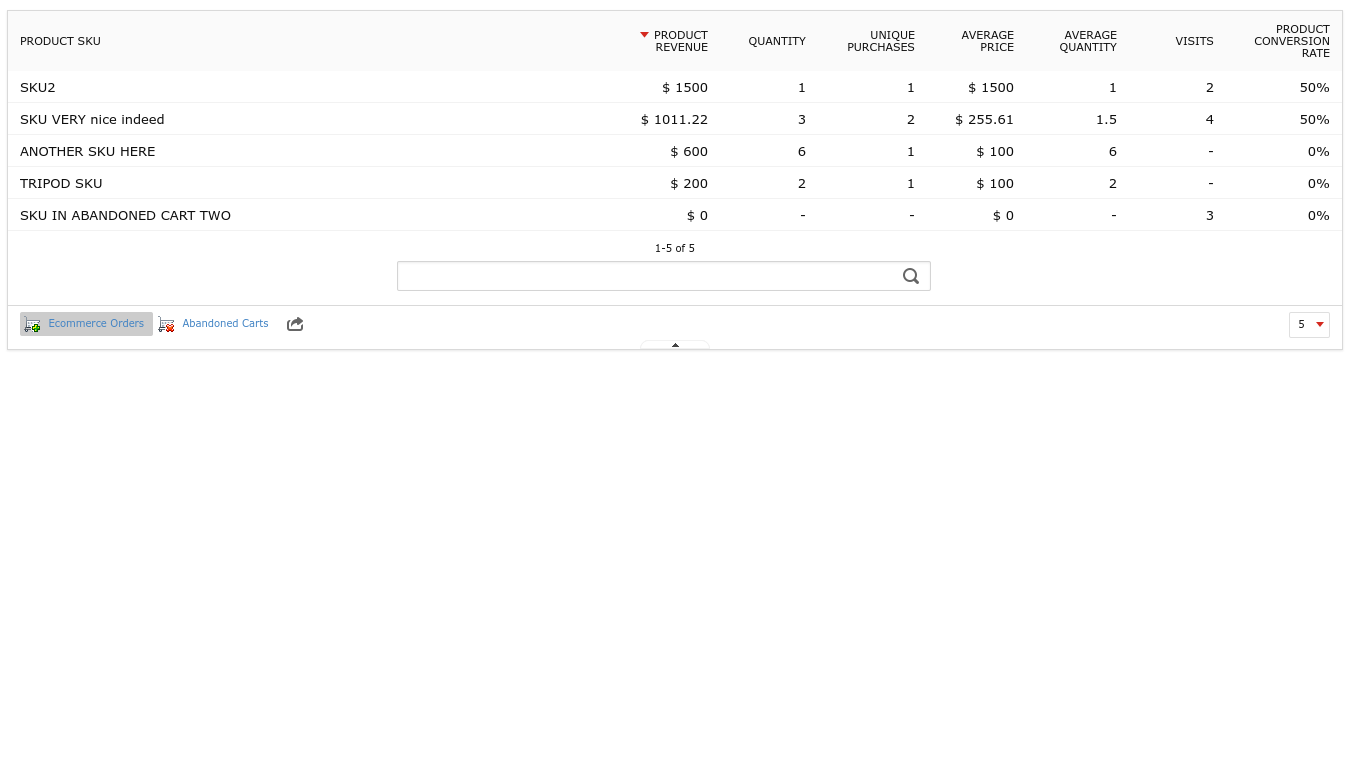 PRODUCT SKU PRODUCT REVENUE QUANTITY UNIQUE PURCHASES AVERAGE PRICE AVERAGE QUANTITY VISITS PRODUCT CONVERSION RATE
SKU2 $ 1500 1 1 $ 1500 1 2 50%
SKU VERY nice indeed $ 1011.22 3 2 $ 255.61 1.5 4 50%
ANOTHER SKU HERE $ 600 6 1 $ 100 6 - 0%
TRIPOD SKU $ 200 2 1 $ 100 2 - 0%
SKU IN ABANDONED CART TWO $ 0 - - $ 0 - 3 0%
1-5 of 5
Ecommerce Orders Abandoned Carts 5